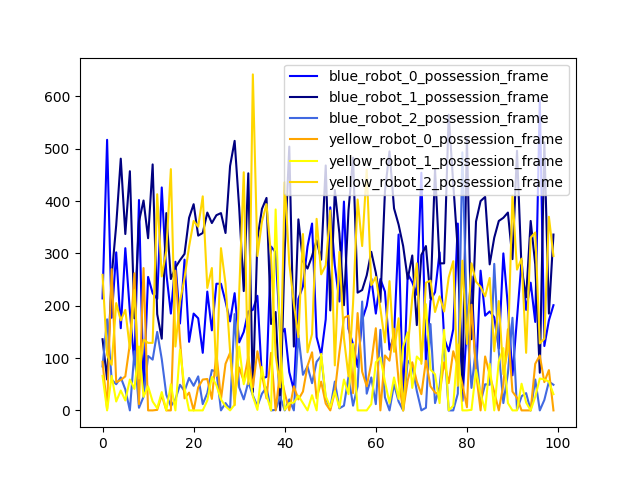 blue_robot_0_possession_frame
blue_robot_1_possession_frame
blue_robot_2_possession_frame
yellow_robot_0_possession_frame
yellow_robot_1_possession_frame
yellow_robot_2_possession_frame
600
500
400
300
200
100
0
0 20 40 60 80 100